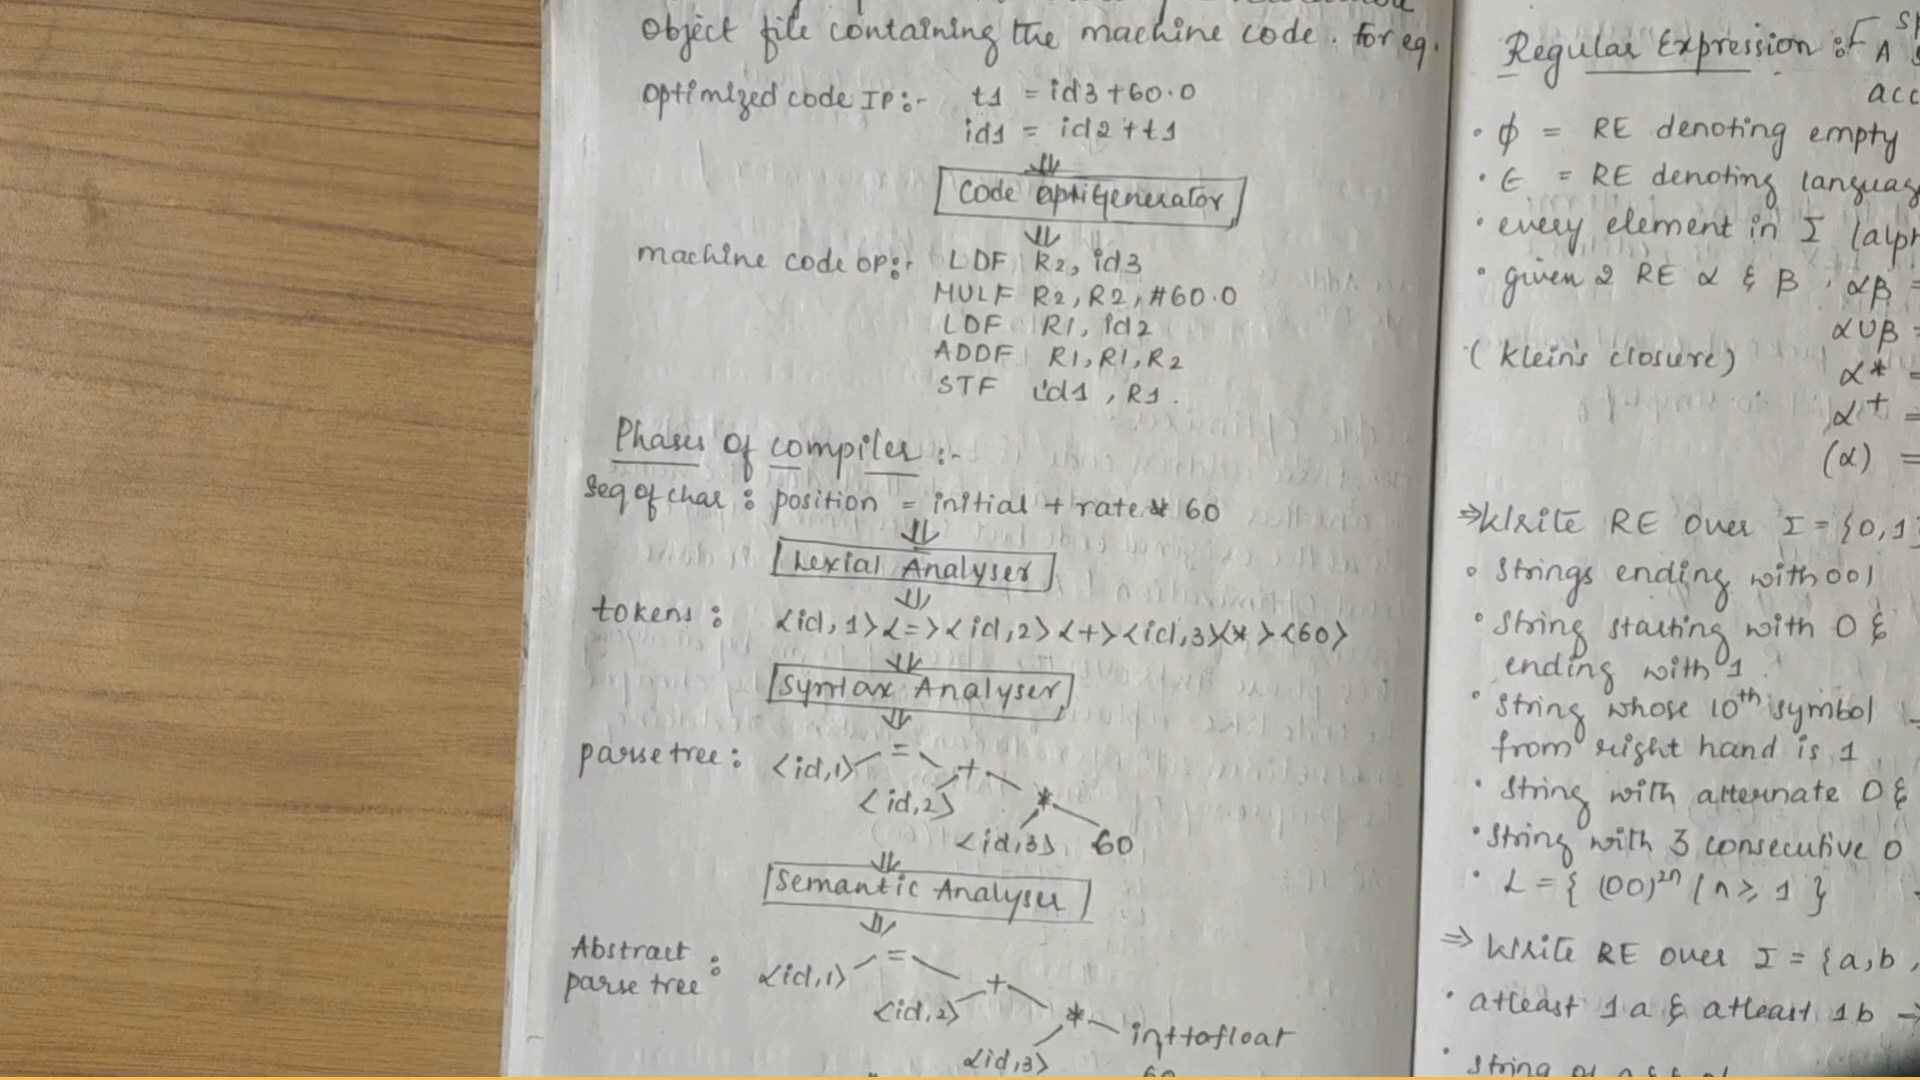 Object file containing the machine code. For eg.
Optimized code IP:- t1 = id3+60.0
id1 = id2+t1
Code Generator
machine code OP:- LDF R2, id3
MULF R2, R2, #60.0
LDF R1, id2
ADDF R1, R1, R2
STF id1, R1.
Phases of compiler :-
Seq of char : position = initial + rate * 60
Lexial Analyser
tokens : <id,1><=><id,2><+><id,3><*><60>
Syntax Analyser
parse tree : <id,1> = +
<id,2> *
<id,3> 60
Semantic Analyser
Abstract
parse tree : <id,1> = +
<id,2> * inttofloat
<id,3>
60
Regular Expression :- A
acc
• ϕ = RE denoting empty
• ϵ = RE denoting languag
• every element in Σ (alph
• given 2 RE α & β , αβ =
α∪β =
(Klein's closure) α* =
α+ =
(α) =
⇒ Write RE over Σ = {0,1}
• Strings ending with 001
• String starting with 0 &
ending with 1
• String whose 10th symbol
from right hand is 1
• String with alternate 0 &
• String with 3 consecutive 0
• L = { (00)^2n / n ≥ 1 }
⇒ Write RE over Σ = {a,b,
• atleast 1a & atleast 1b →
• String of